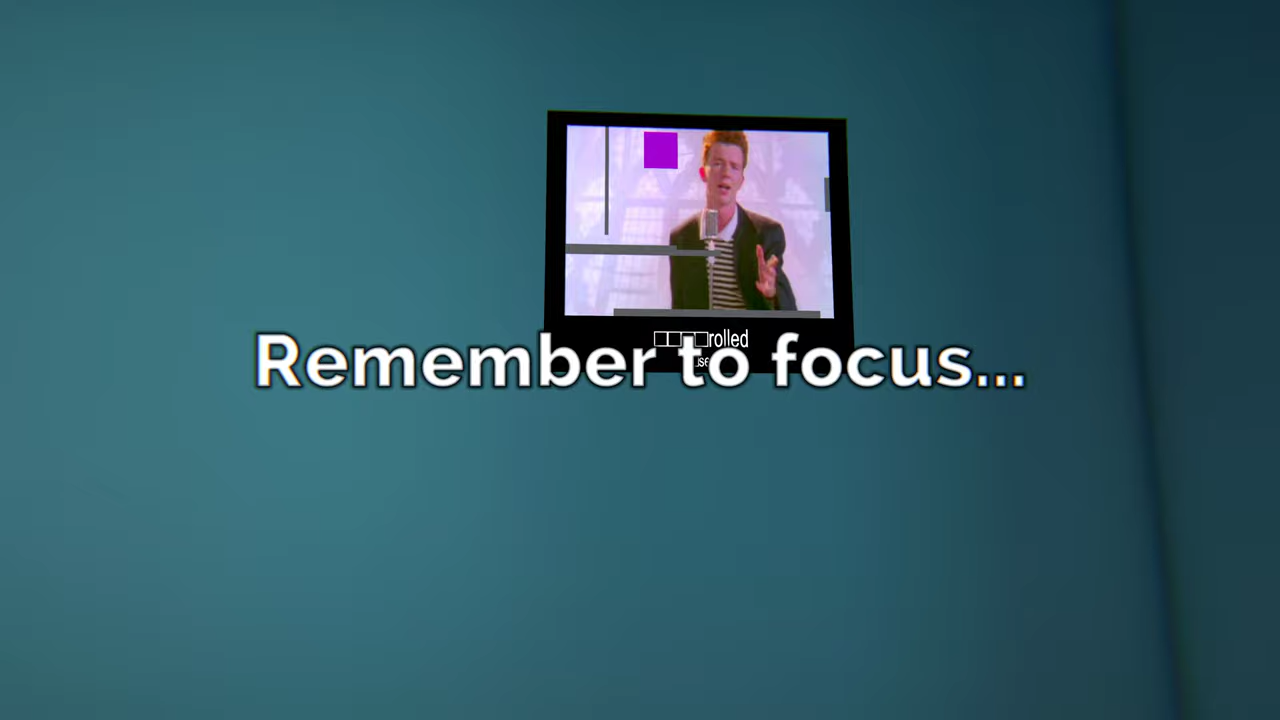 □□□□rolled
Remember to focus...